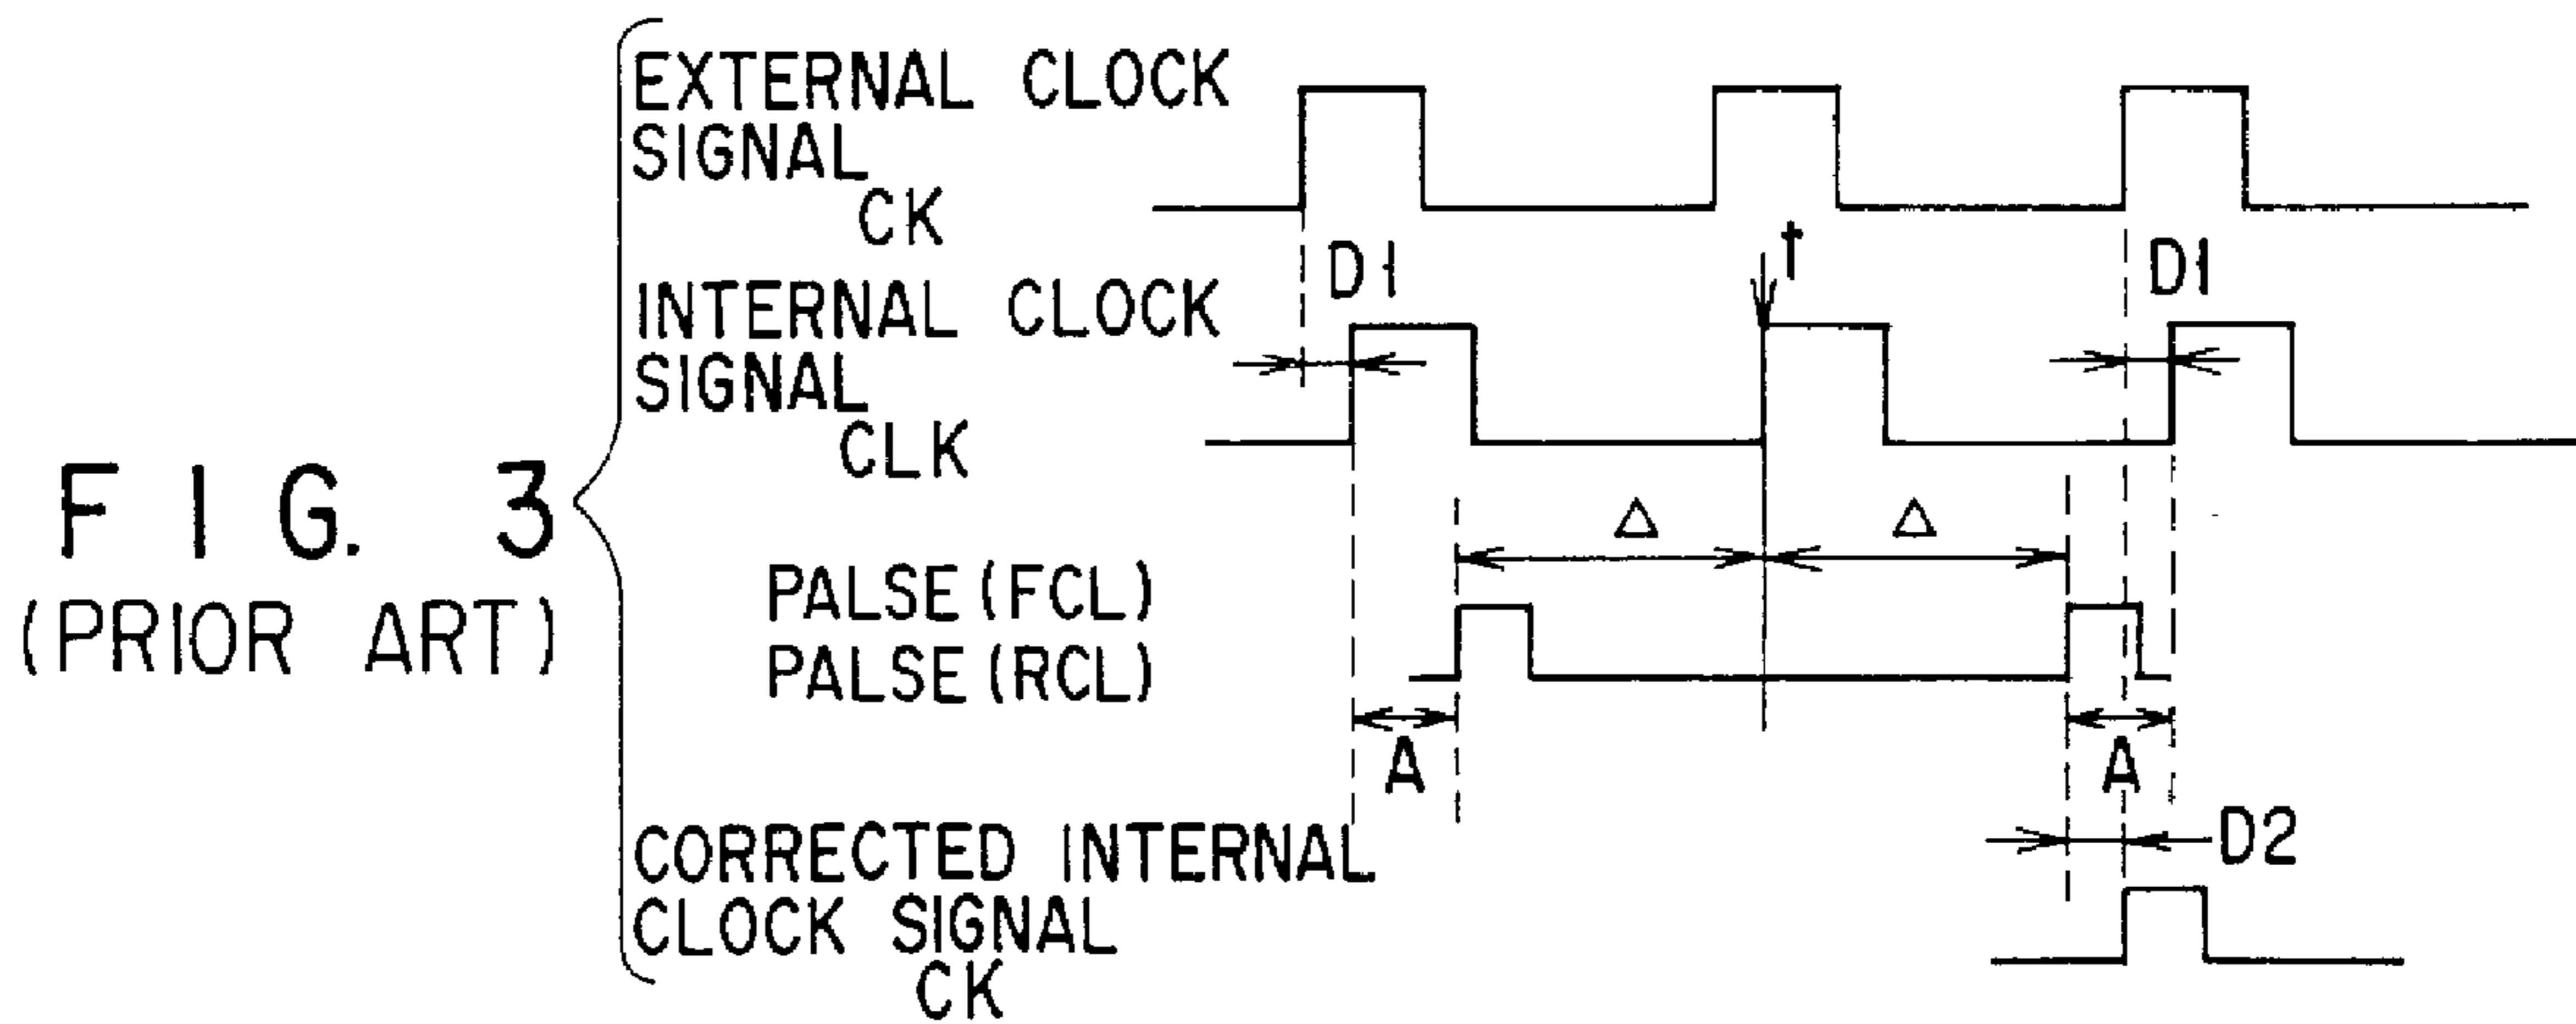 FIG. 3
(PRIOR ART)
EXTERNAL CLOCK
SIGNAL
CK
D1
t
D1
INTERNAL CLOCK
SIGNAL
CLK
Δ
Δ
PALSE (FCL)
PALSE (RCL)
A
A
CORRECTED INTERNAL
CLOCK SIGNAL
CK
D2